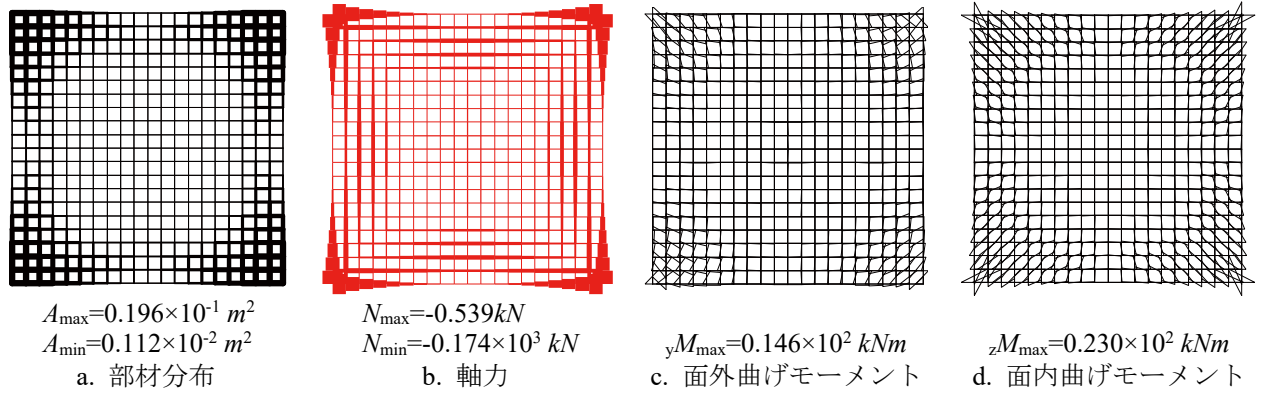 Amax=0.196×10-1 m2
Amin=0.112×10-2 m2
a. 部材分布
Nmax=-0.539kN
Nmin=-0.174×103 kN
b. 軸力
yMmax=0.146×102 kNm
c. 面外曲げモーメント
zMmax=0.230×102 kNm
d. 面内曲げモーメント